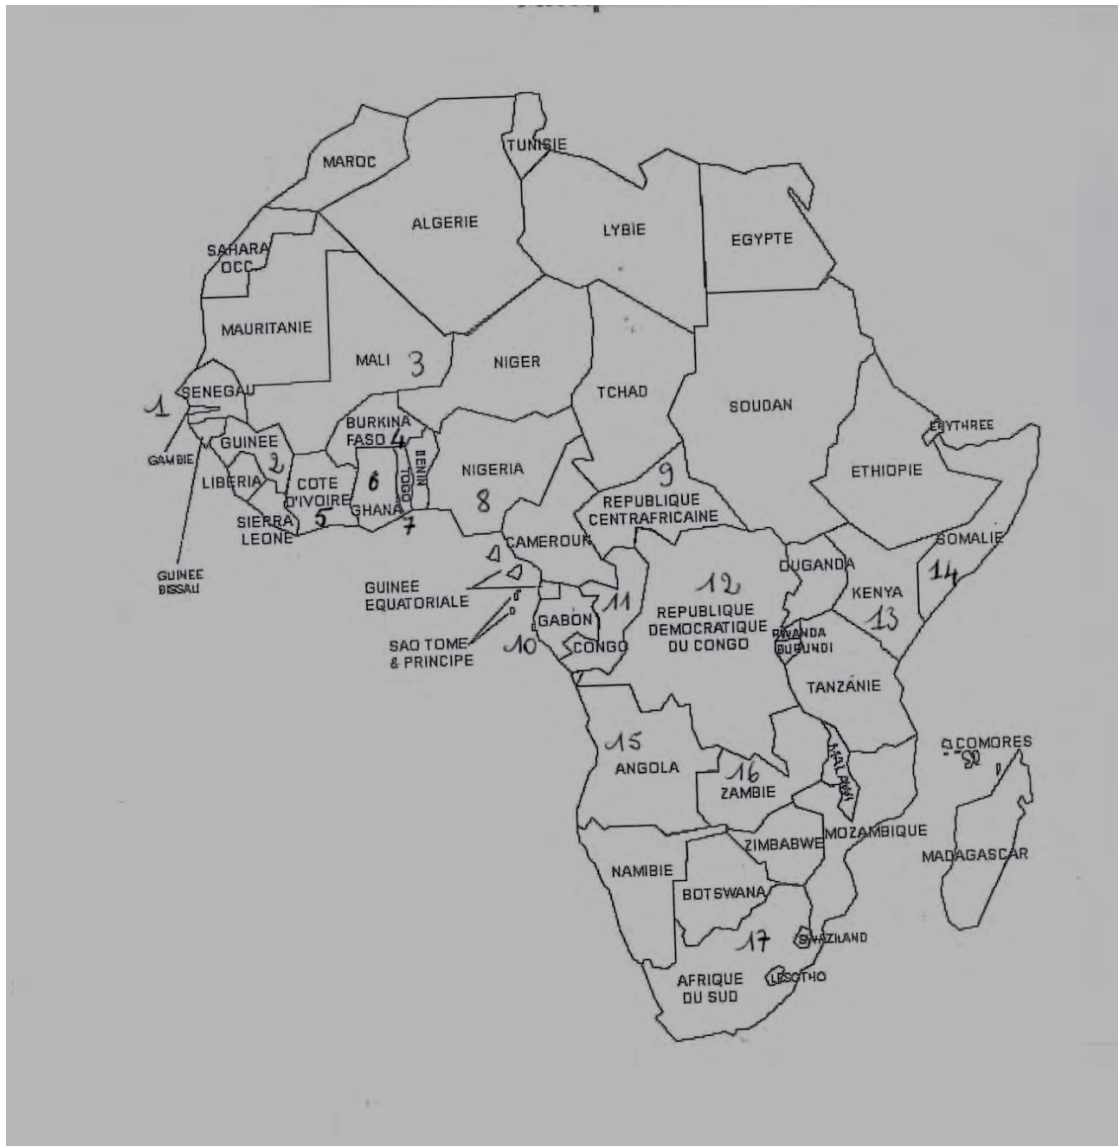 MAROC
TUNISIE
ALGERIE
LYBIE
EGYPTE
SAHARA
OCC
MAURITANIE
MALI
3
NIGER
TCHAD
SOUDAN
ERYTHREE
1
SENEGAL
GAMBIE
GUINEE
2
BURKINA
FASO
4
BENIN
TOGO
NIGERIA
8
9
ETHIOPIE
LIBERIA
COTE
D'IVOIRE
5
6
GHANA
7
REPUBLIQUE
CENTRAFRICAINE
SIERRA
LEONE
CAMEROUN
SOMALIE
14
GUINEE
BISSAU
GUINEE
EQUATORIALE
OUGANDA
KENYA
13
12
REPUBLIQUE
DEMOCRATIQUE
DU CONGO
11
GABON
10
CONGO
SAO TOME
& PRINCIPE
RWANDA
BURUNDI
TANZANIE
15
ANGOLA
16
ZAMBIE
MALAWI
COMORES
MOZAMBIQUE
ZIMBABWE
MADAGASCAR
NAMIBIE
BOTSWANA
17
SWAZILAND
AFRIQUE
DU SUD
LESOTHO